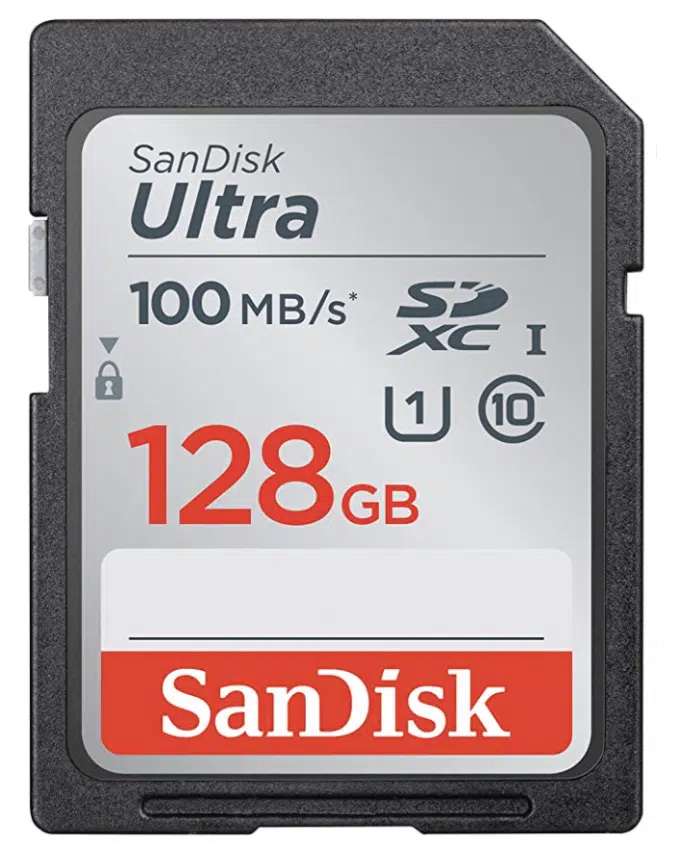 SanDisk
Ultra
100 MB/s*
SD
XC I
U1 10
128GB
SanDisk